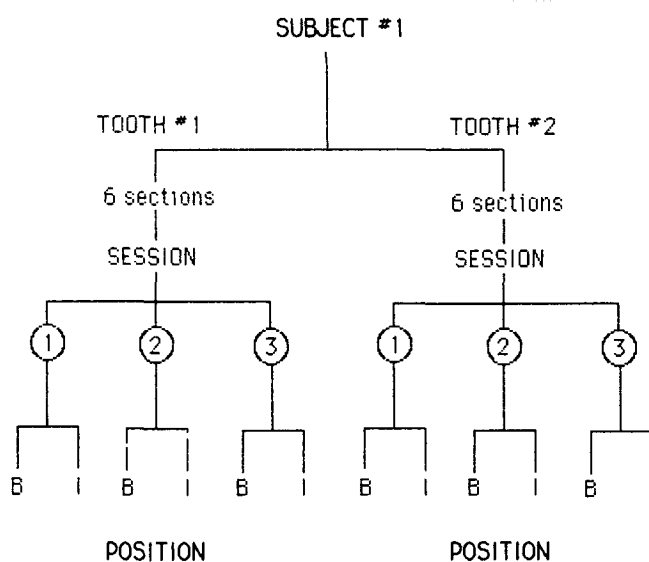 SUBJECT #1
TOOTH #1 TOOTH #2
6 sections 6 sections
SESSION SESSION
1 2 3 1 2 3
B I B I B I B I B I B
POSITION POSITION